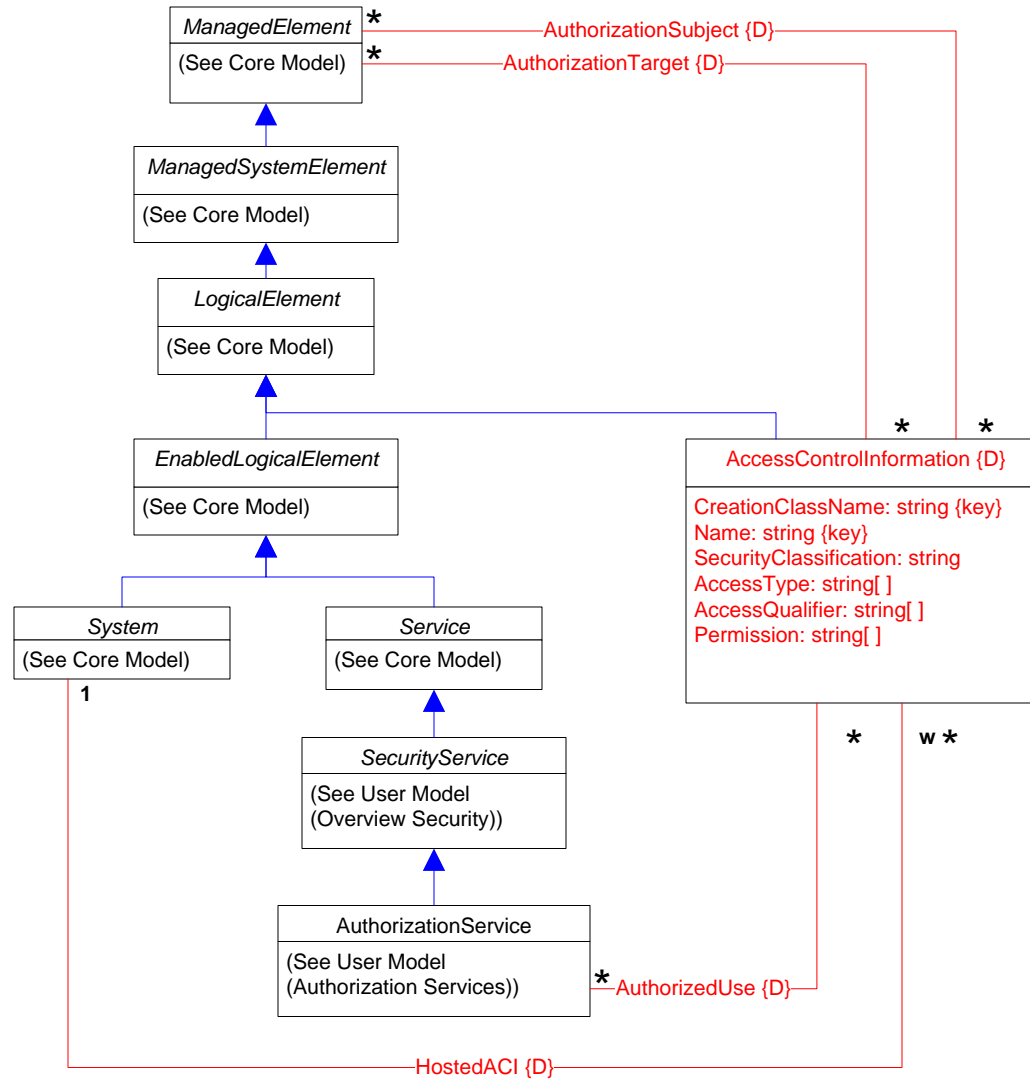 ManagedElement
(See Core Model)
*
AuthorizationSubject {D}
*
AuthorizationTarget {D}
ManagedSystemElement
(See Core Model)
LogicalElement
(See Core Model)
EnabledLogicalElement
(See Core Model)
*
*
AccessControlInformation {D}
CreationClassName: string {key}
Name: string {key}
SecurityClassification: string
AccessType: string[ ]
AccessQualifier: string[ ]
Permission: string[ ]
System
(See Core Model)
1
Service
(See Core Model)
*
w *
SecurityService
(See User Model
(Overview Security))
AuthorizationService
(See User Model
(Authorization Services))
*
AuthorizedUse {D}
HostedACI {D}